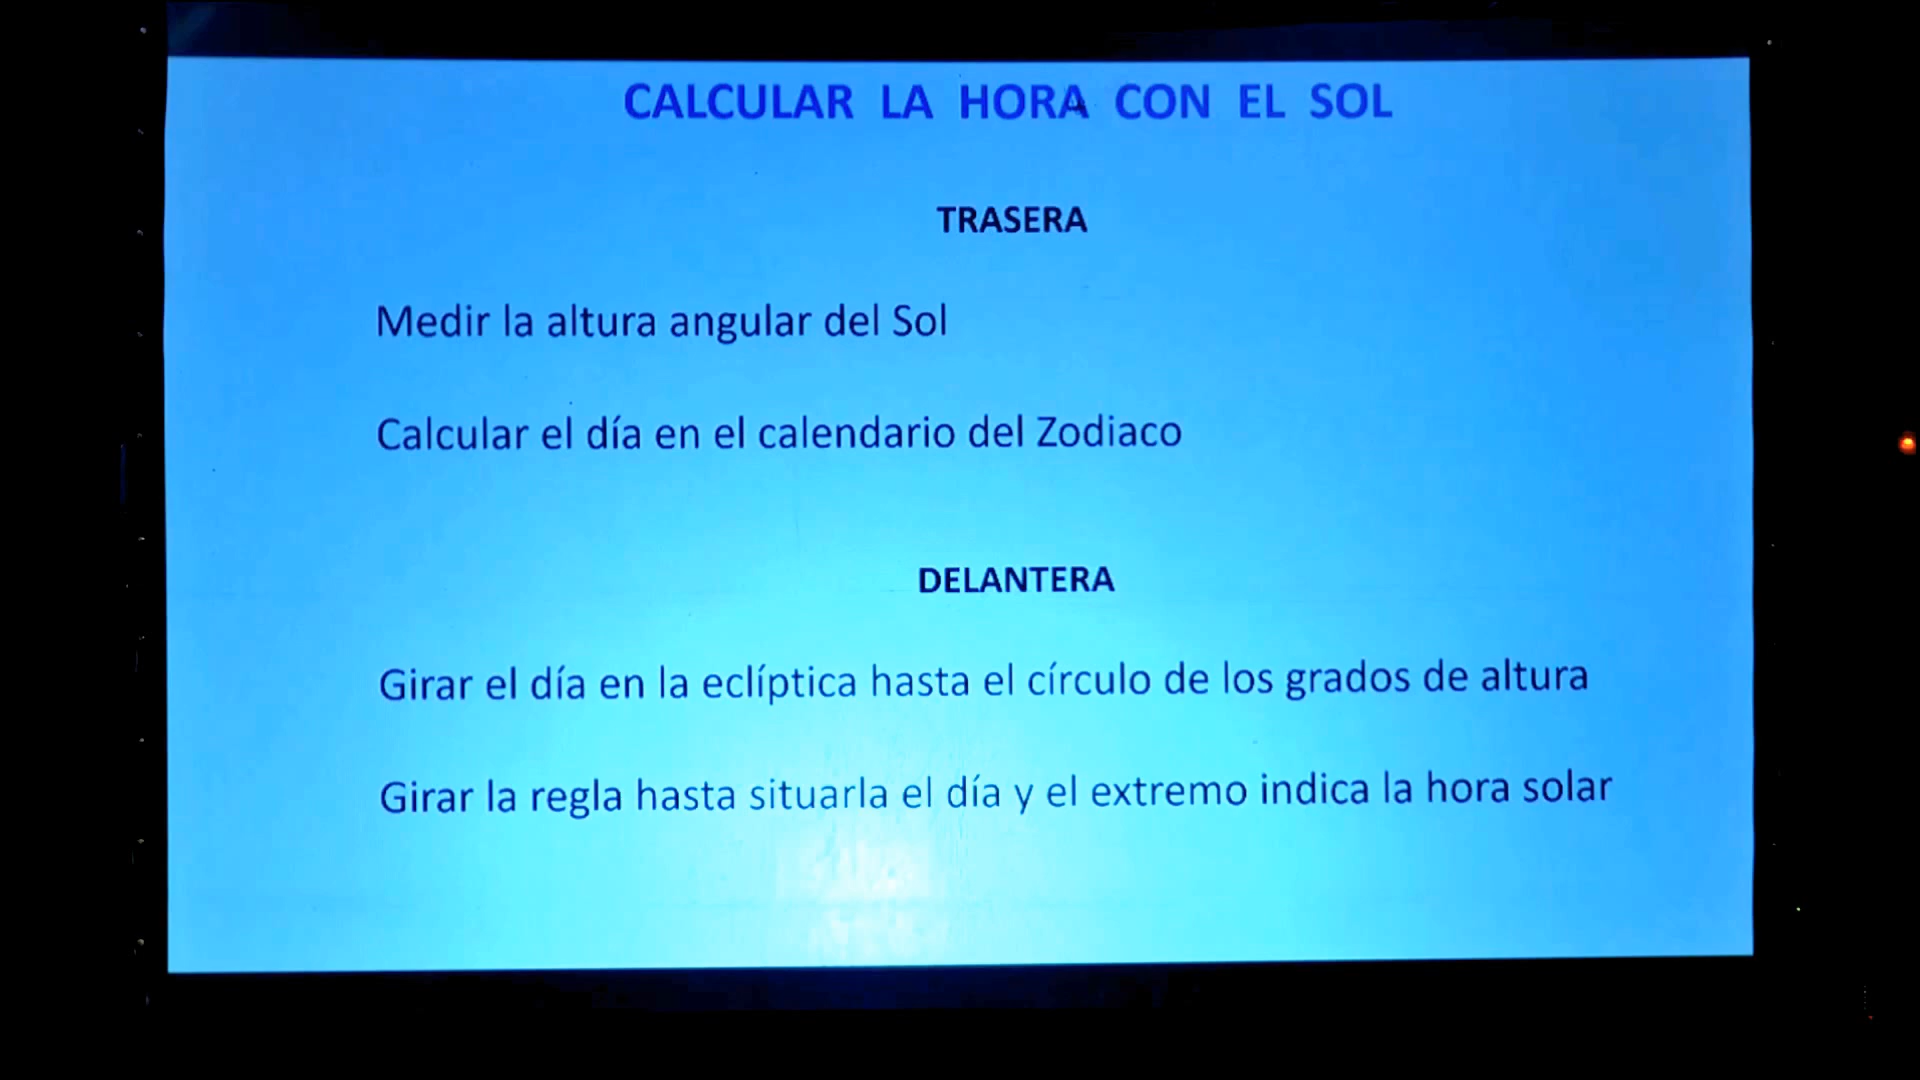 CALCULAR LA HORA CON EL SOL
TRASERA
Medir la altura angular del Sol
Calcular el día en el calendario del Zodiaco
DELANTERA
Girar el día en la eclíptica hasta el círculo de los grados de altura
Girar la regla hasta situarla el día y el extremo indica la hora solar